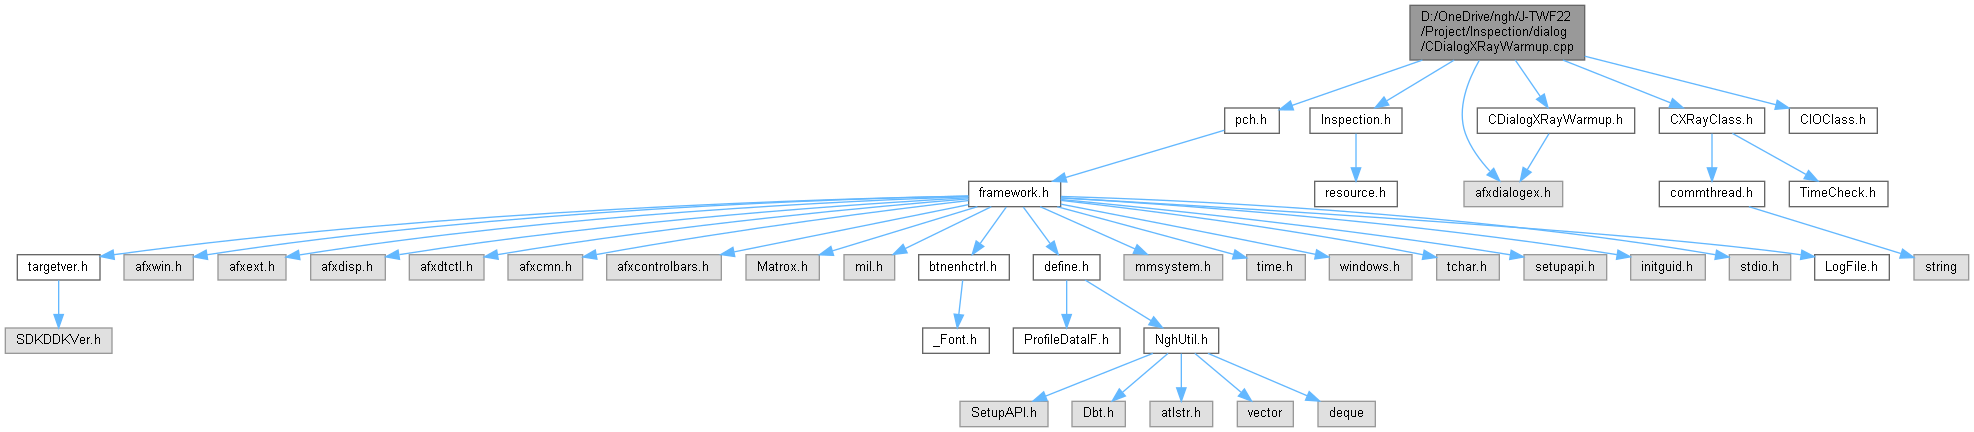 D:/OneDrive/ngh/J-TWF22
/Project/Inspection/dialog
/CDialogXRayWarmup.cpp
pch.h
Inspection.h
CDialogXRayWarmup.h
CXRayClass.h
CIOClass.h
framework.h
resource.h
afxdialogex.h
commthread.h
TimeCheck.h
targetver.h
afxwin.h
afxext.h
afxdisp.h
afxdtctl.h
afxcmn.h
afxcontrolbars.h
Matrox.h
mil.h
btnenhctrl.h
define.h
mmsystem.h
time.h
windows.h
tchar.h
setupapi.h
initguid.h
stdio.h
LogFile.h
string
SDKDDKVer.h
_Font.h
ProfileDataIF.h
NghUtil.h
SetupAPI.h
Dbt.h
atlstr.h
vector
deque